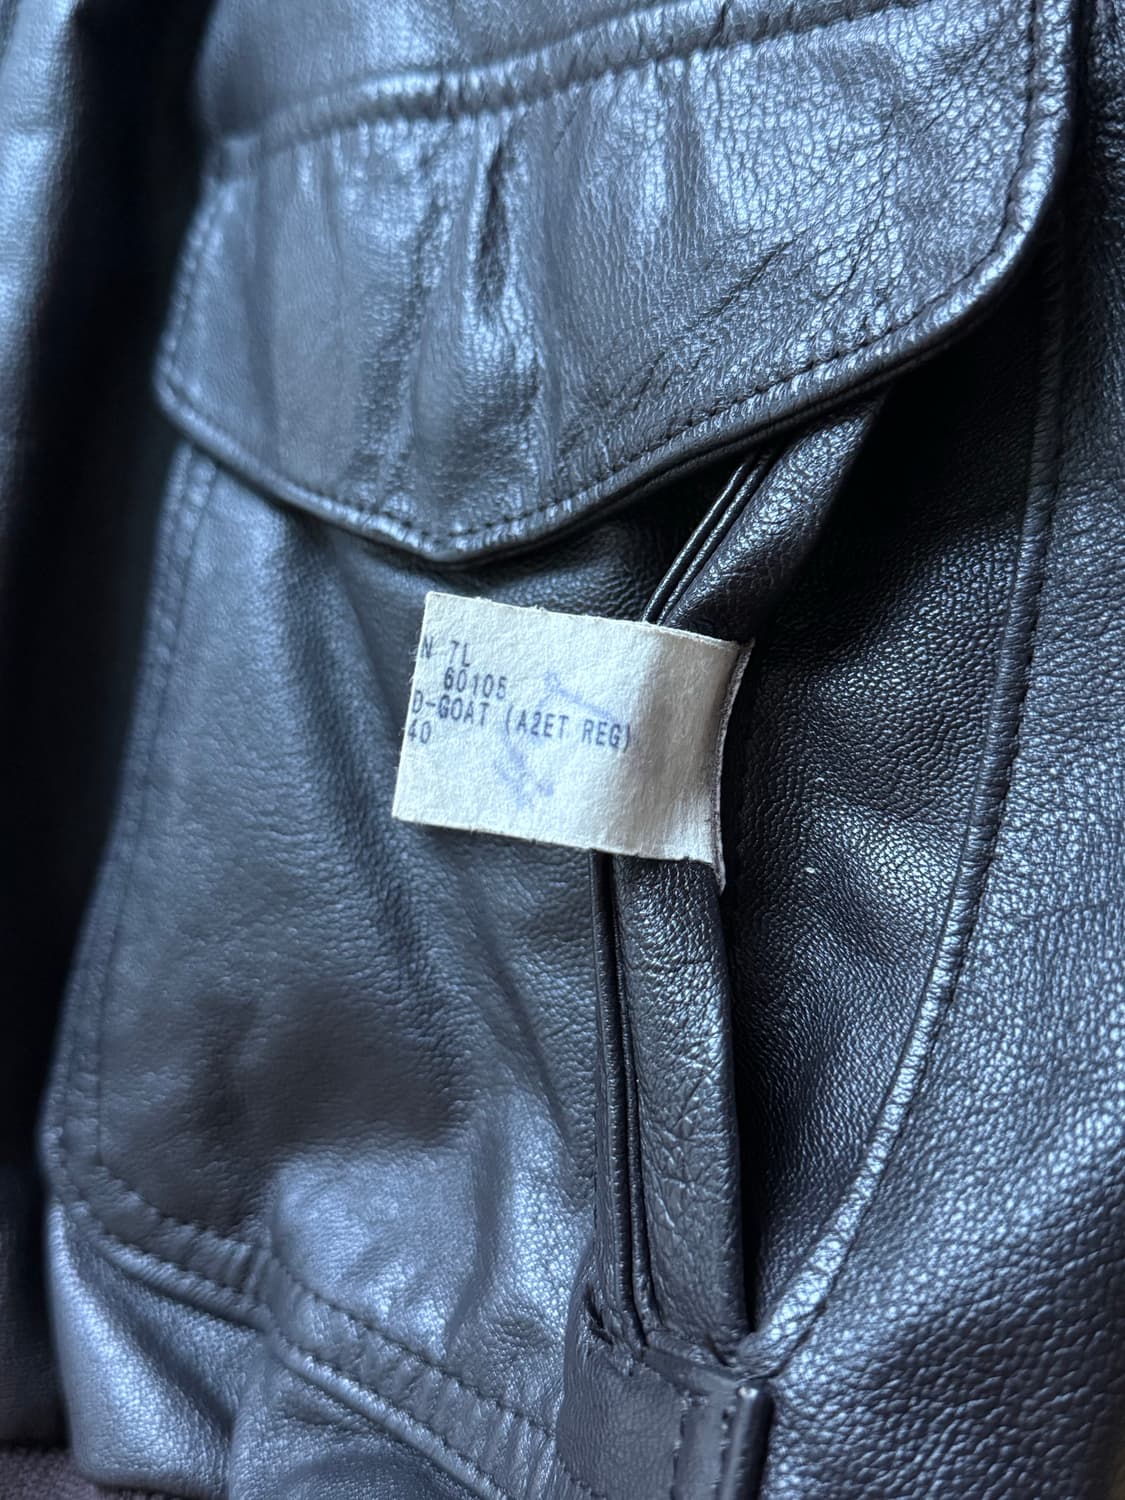 N 7L
60105
D-GOAT (A2ET REG)
40